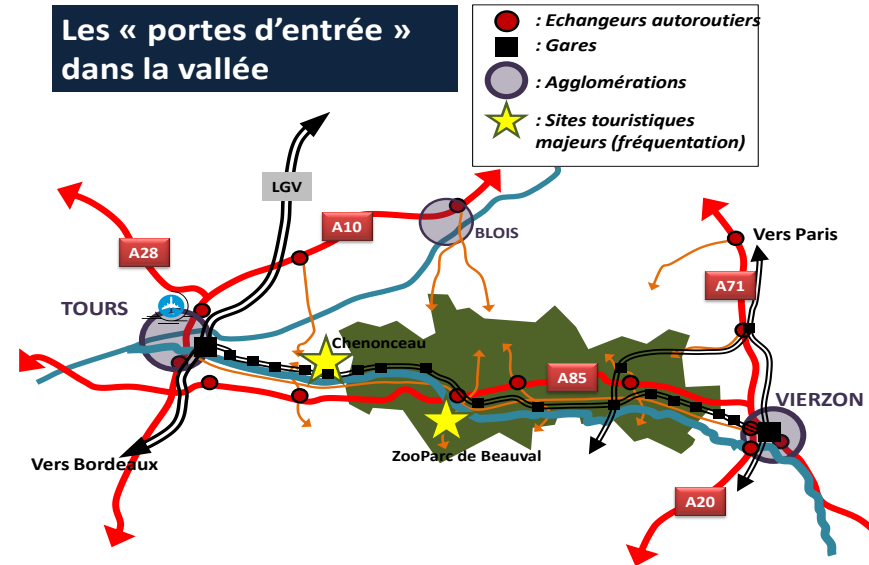 Les « portes d'entrée »
dans la vallée
: Echangeurs autoroutiers
: Gares
: Agglomérations
: Sites touristiques
majeurs (fréquentation)
LGV
A10
BLOIS
A28
Vers Paris
A71
TOURS
Chenonceau
A85
VIERZON
ZooParc de Beauval
Vers Bordeaux
A20